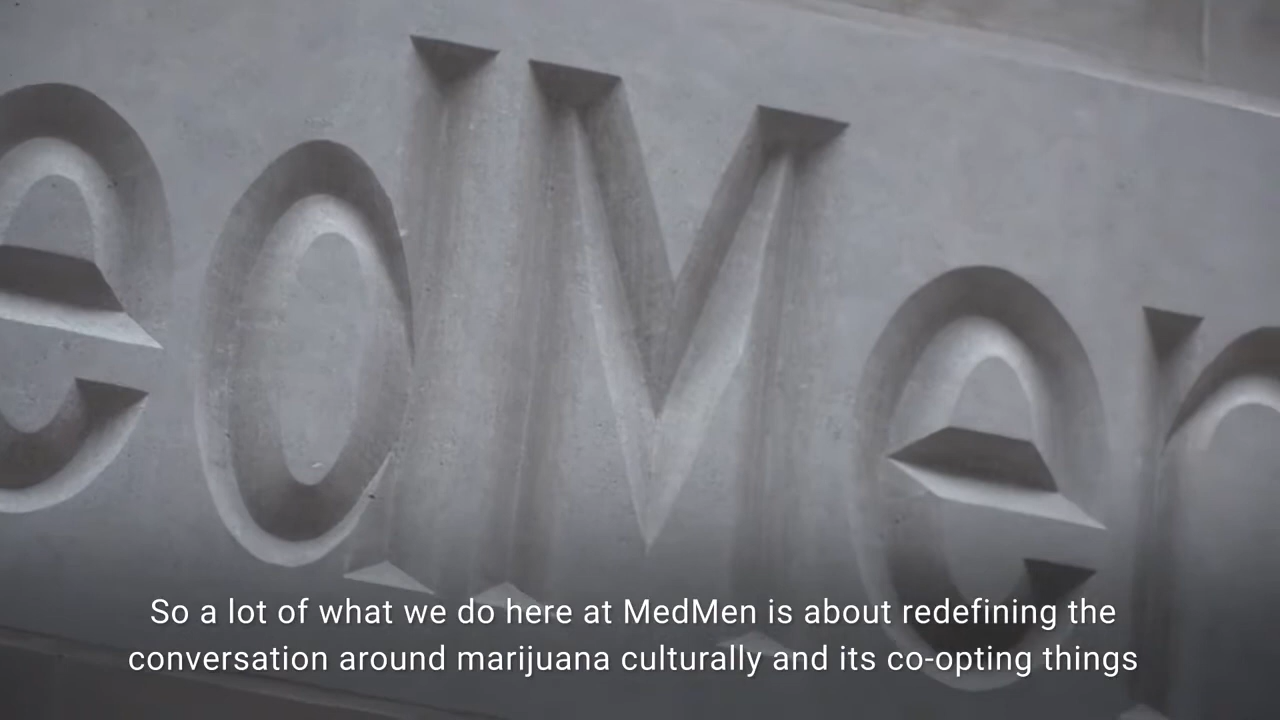 edMen
So a lot of what we do here at MedMen is about redefining the
conversation around marijuana culturally and its co-opting things